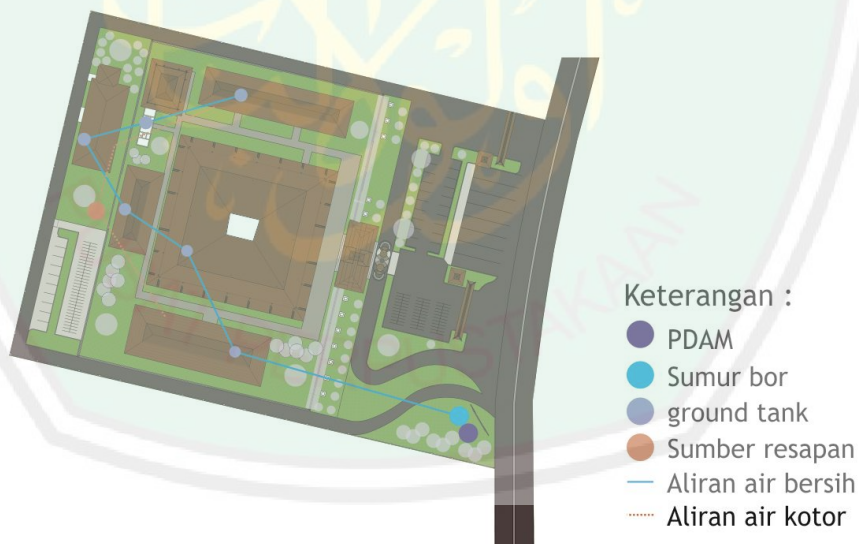 Keterangan :
PDAM
Sumur bor
ground tank
Sumber resapan
Aliran air bersih
Aliran air kotor